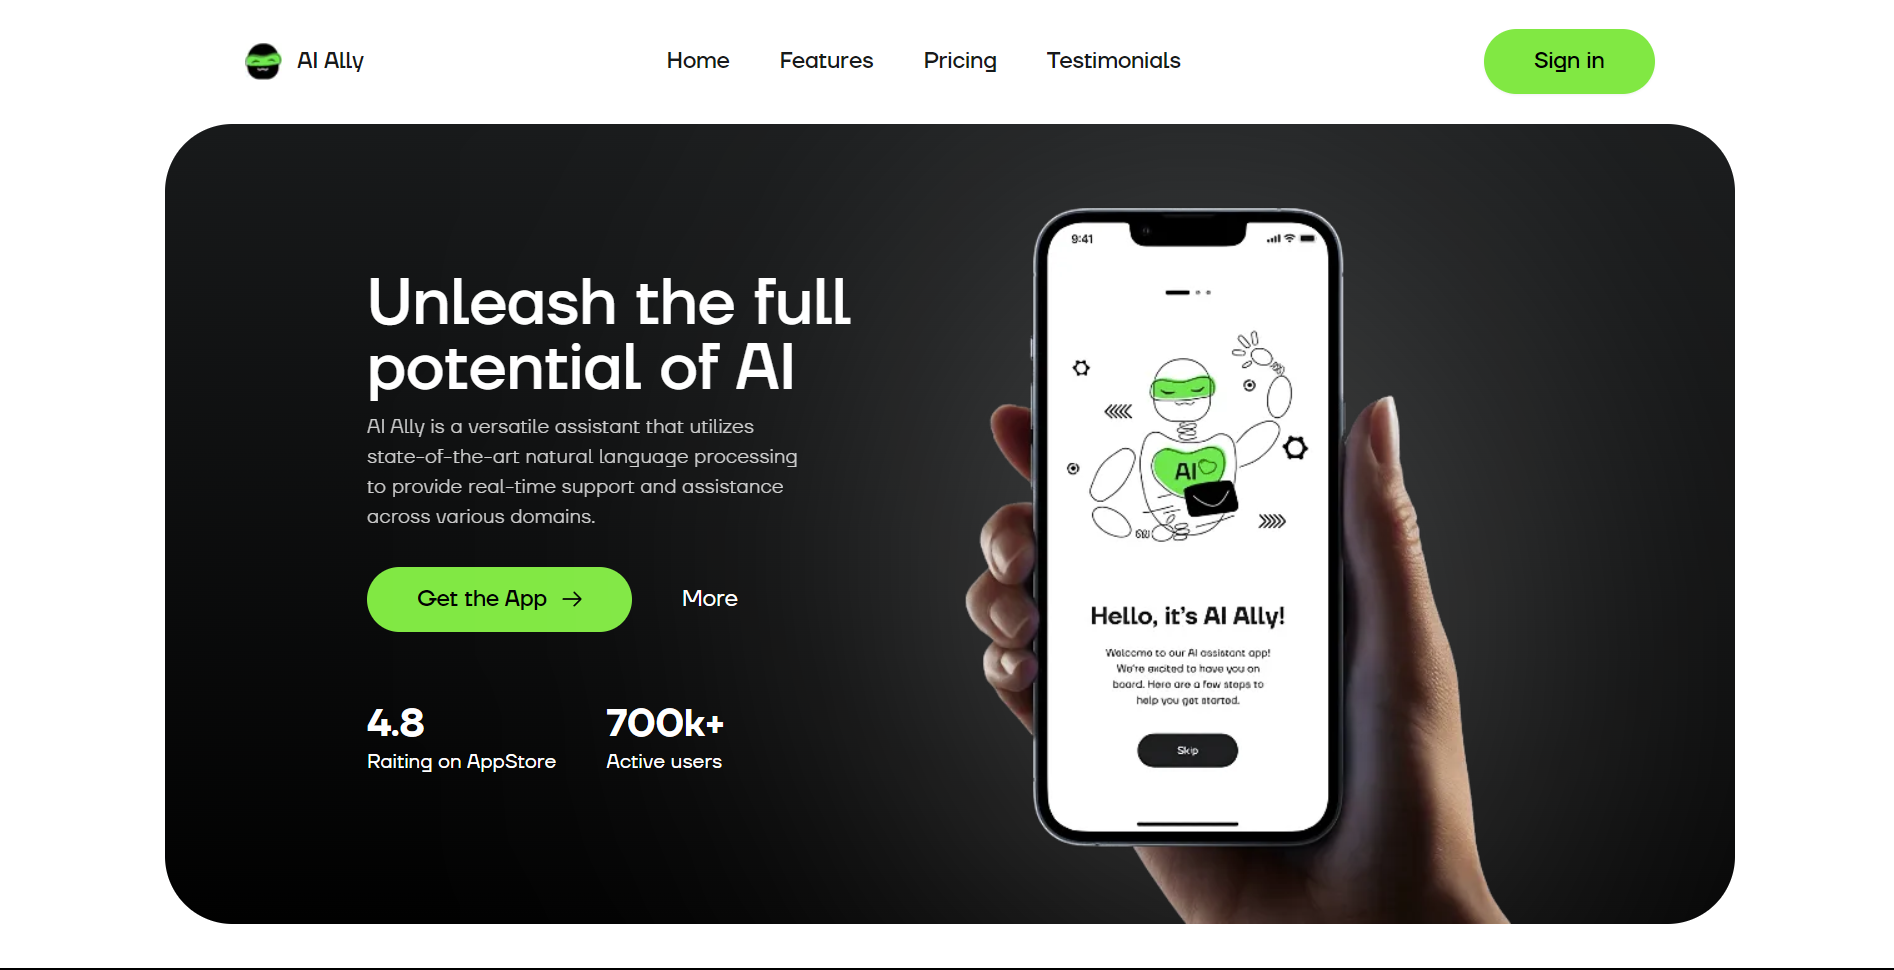 AI Ally
Home
Features
Pricing
Testimonials
Sign in
Unleash the full
potential of AI
AI Ally is a versatile assistant that utilizes
state-of-the-art natural language processing
to provide real-time support and assistance
across various domains.
Get the App →
More
4.8
Raiting on AppStore
700k+
Active users
9:41
AI
Hello, it's AI Ally!
Welcome to our AI assistant app!
We're excited to have you on
board. Here are a few steps to
help you get started.
Skip